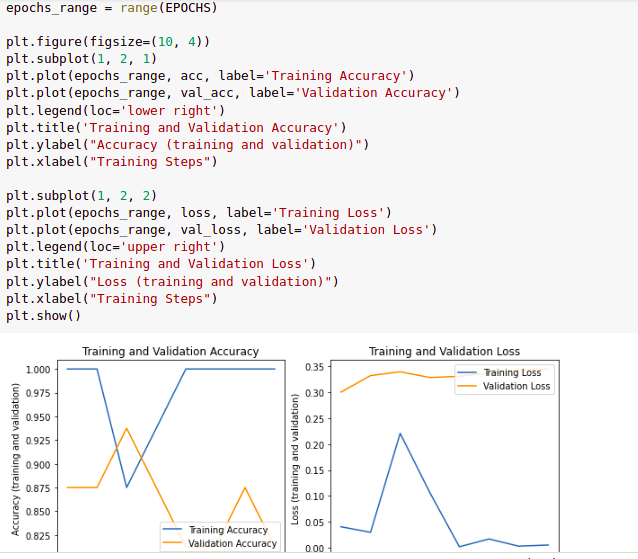 epochs_range = range(EPOCHS)
plt.figure(figsize=(10, 4))
plt.subplot(1, 2, 1)
plt.plot(epochs_range, acc, label='Training Accuracy')
plt.plot(epochs_range, val_acc, label='Validation Accuracy')
plt.legend(loc='lower right')
plt.title('Training and Validation Accuracy')
plt.ylabel("Accuracy (training and validation)")
plt.xlabel("Training Steps")
plt.subplot(1, 2, 2)
plt.plot(epochs_range, loss, label='Training Loss')
plt.plot(epochs_range, val_loss, label='Validation Loss')
plt.legend(loc='upper right')
plt.title('Training and Validation Loss')
plt.ylabel("Loss (training and validation)")
plt.xlabel("Training Steps")
plt.show()
Training and Validation Accuracy
1.000
0.975
0.950
0.925
0.900
0.875
0.850
0.825
Accuracy (training and validation)
Training Accuracy
Validation Accuracy
Training and Validation Loss
0.35
0.30
0.25
0.20
0.15
0.10
0.05
0.00
Loss (training and validation)
Training Loss
Validation Loss